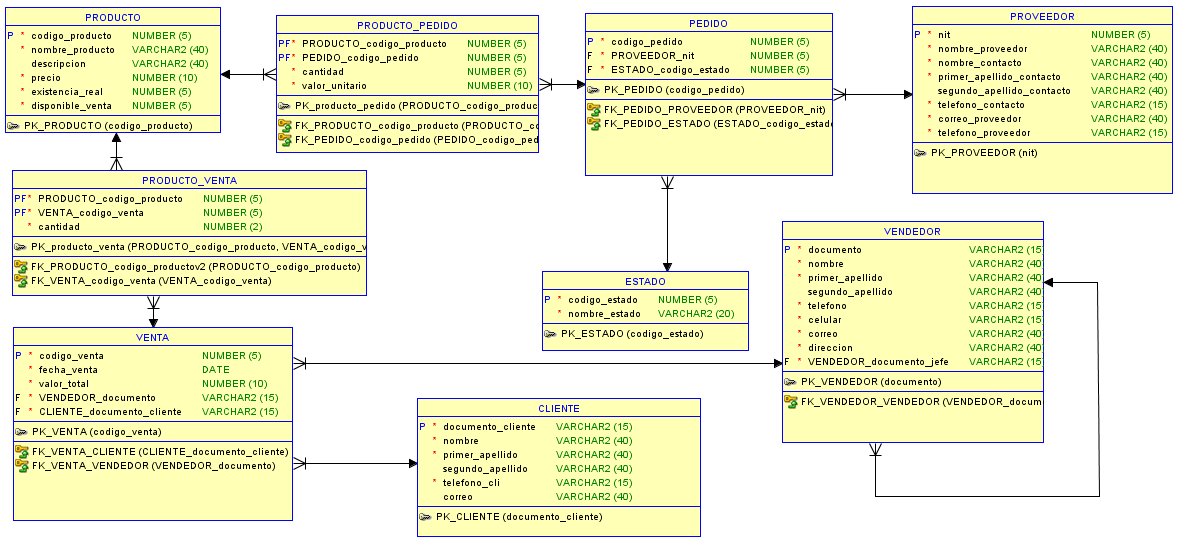 PRODUCTO
P * codigo_producto NUMBER (5)
* nombre_producto VARCHAR2 (40)
descripcion VARCHAR2 (40)
* precio NUMBER (10)
* existencia_real NUMBER (5)
* disponible_venta NUMBER (5)
PK_PRODUCTO (codigo_producto)
PRODUCTO_PEDIDO
PF* PRODUCTO_codigo_producto NUMBER (5)
PF* PEDIDO_codigo_pedido NUMBER (5)
* cantidad NUMBER (5)
* valor_unitario NUMBER (10)
PK_producto_pedido (PRODUCTO_codigo_produc
FK_PRODUCTO_codigo_producto (PRODUCTO_cc
FK_PEDIDO_codigo_pedido (PEDIDO_codigo_ped
PEDIDO
P * codigo_pedido NUMBER (5)
F * PROVEEDOR_nit NUMBER (5)
F * ESTADO_codigo_estado NUMBER (5)
PK_PEDIDO (codigo_pedido)
FK_PEDIDO_PROVEEDOR (PROVEEDOR_nit)
FK_PEDIDO_ESTADO (ESTADO_codigo_estad
PROVEEDOR
P * nit NUMBER (5)
* nombre_proveedor VARCHAR2 (40)
* nombre_contacto VARCHAR2 (40)
* primer_apellido_contacto VARCHAR2 (40)
segundo_apellido_contacto VARCHAR2 (40)
* telefono_contacto VARCHAR2 (15)
* correo_proveedor VARCHAR2 (40)
* telefono_proveedor VARCHAR2 (15)
PK_PROVEEDOR (nit)
PRODUCTO_VENTA
PF* PRODUCTO_codigo_producto NUMBER (5)
PF* VENTA_codigo_venta NUMBER (5)
* cantidad NUMBER (2)
PK_producto_venta (PRODUCTO_codigo_producto, VENTA_codigo_v
FK_PRODUCTO_codigo_productov2 (PRODUCTO_codigo_producto)
FK_VENTA_codigo_venta (VENTA_codigo_venta)
ESTADO
P * codigo_estado NUMBER (5)
* nombre_estado VARCHAR2 (20)
PK_ESTADO (codigo_estado)
VENDEDOR
P * documento VARCHAR2 (15
* nombre VARCHAR2 (40
* primer_apellido VARCHAR2 (40
segundo_apellido VARCHAR2 (40
* telefono VARCHAR2 (15
* celular VARCHAR2 (15
* correo VARCHAR2 (40
* direccion VARCHAR2 (40
F * VENDEDOR_documento_jefe VARCHAR2 (15
PK_VENDEDOR (documento)
FK_VENDEDOR_VENDEDOR (VENDEDOR_docum
VENTA
P * codigo_venta NUMBER (5)
* fecha_venta DATE
* valor_total NUMBER (10)
F * VENDEDOR_documento VARCHAR2 (15)
F * CLIENTE_documento_cliente VARCHAR2 (15)
PK_VENTA (codigo_venta)
FK_VENTA_CLIENTE (CLIENTE_documento_cliente)
FK_VENTA_VENDEDOR (VENDEDOR_documento)
CLIENTE
P * documento_cliente VARCHAR2 (15)
* nombre VARCHAR2 (40)
* primer_apellido VARCHAR2 (40)
segundo_apellido VARCHAR2 (40)
* telefono_cli VARCHAR2 (15)
correo VARCHAR2 (40)
PK_CLIENTE (documento_cliente)